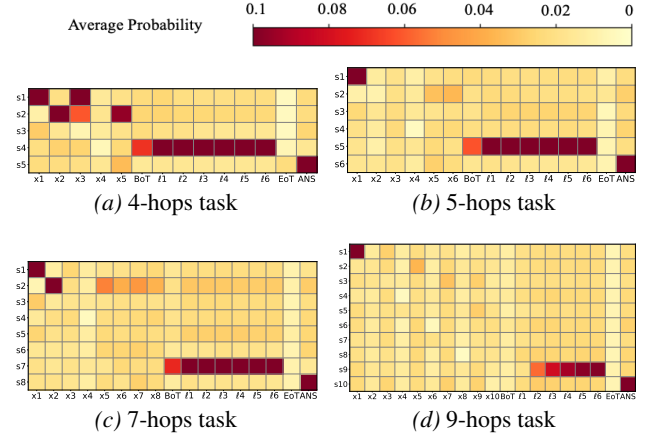 Average Probability
0.1 0.06 0.04 0.02 0
s1
s2
s3
s4
s5
x1 x2 x3 x4 x5 BoT ℓ1 ℓ2 ℓ3 ℓ4 ℓ5 ℓ6 EoT ANS
(a) 4-hops task
s1
s2
s3
s4
s5
s6
x1 x2 x3 x4 x5 x6 BoT ℓ1 ℓ2 ℓ3 ℓ4 ℓ5 ℓ6 EoT ANS
(b) 5-hops task
s1
s2
s3
s4
s5
s6
s7
s8
x1 x2 x3 x4 x5 x6 x7 x8 BoT ℓ1 ℓ2 ℓ3 ℓ4 ℓ5 ℓ6 EoT ANS
(c) 7-hops task
s1
s2
s3
s4
s5
s6
s7
s8
s9
s10
x1 x2 x3 x4 x5 x6 x7 x8 x9 x10 BoT ℓ1 ℓ2 ℓ3 ℓ4 ℓ5 ℓ6 EoT ANS
(d) 9-hops task